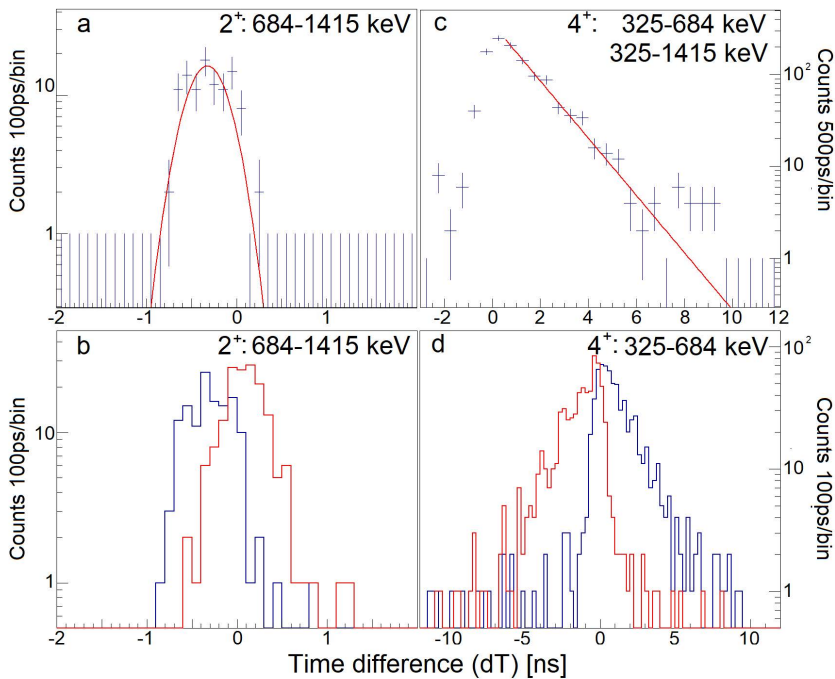 a
2⁺: 684-1415 keV
Counts 100ps/bin
10
1
-2
-1
0
c
4⁺: 325-684 keV
325-1415 keV
Counts 500ps/bin
10²
10
1
-2
0
2
4
6
8
10
12
b
2⁺: 684-1415 keV
Counts 100ps/bin
10
1
-2
-1
0
d
4⁺: 325-684 keV
Counts 100ps/bin
10²
10
1
-10
-5
0
5
10
Time difference (dT) [ns]